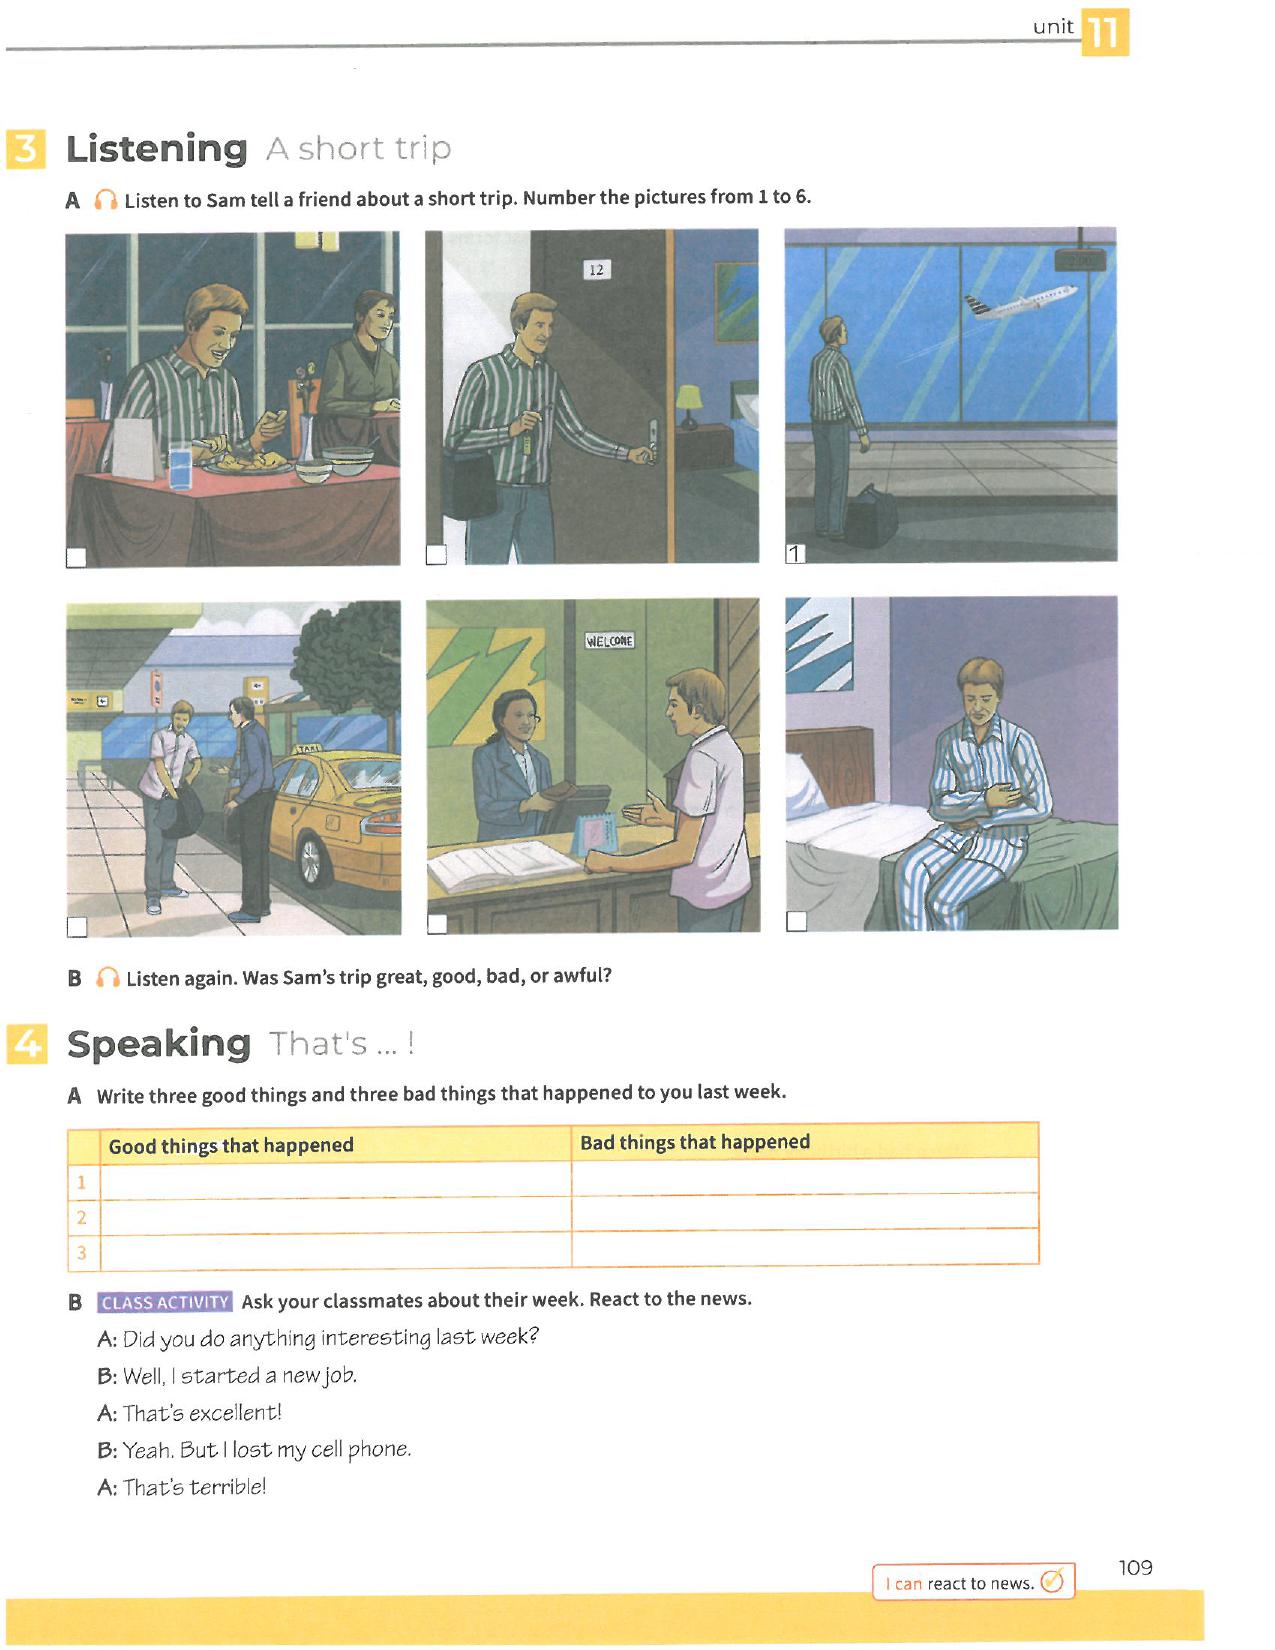 unit 11
3 Listening A short trip
A Listen to Sam tell a friend about a short trip. Number the pictures from 1 to 6.
12
1
TAXI
WELCOME
B Listen again. Was Sam's trip great, good, bad, or awful?
4 Speaking That's ... !
A Write three good things and three bad things that happened to you last week.
Good things that happened Bad things that happened
1
2
3
B CLASS ACTIVITY Ask your classmates about their week. React to the news.
A: Did you do anything interesting last week?
B: Well, I started a new job.
A: That's excellent!
B: Yeah. But I lost my cell phone.
A: That's terrible!
I can react to news.
109